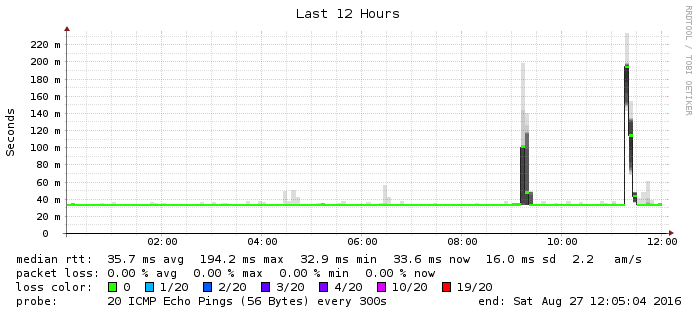 Last 12 Hours
RRDTOOL / TOBI OETIKER
Seconds
220 m
200 m
180 m
160 m
140 m
120 m
100 m
80 m
60 m
40 m
20 m
0
02:00 04:00 06:00 08:00 10:00 12:00
median rtt: 35.7 ms avg 194.2 ms max 32.9 ms min 33.6 ms now 16.0 ms sd 2.2 am/s
packet loss: 0.00 % avg 0.00 % max 0.00 % min 0.00 % now
loss color: 0 1/20 2/20 3/20 4/20 10/20 19/20
probe: 20 ICMP Echo Pings (56 Bytes) every 300s end: Sat Aug 27 12:05:04 2016